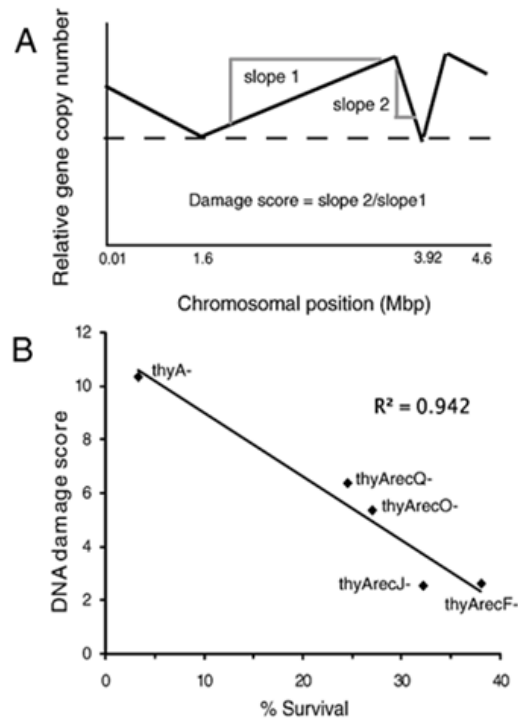 A
Relative gene copy number
slope 1
slope 2
Damage score = slope 2/slope1
0.01 1.6 3.92 4.6
Chromosomal position (Mbp)
B
DNA damage score
12
10
8
6
4
2
0
thyA-
R² = 0.942
thyArecQ-
thyArecO-
thyArecJ-
thyArecF-
0 10 20 30 40
% Survival